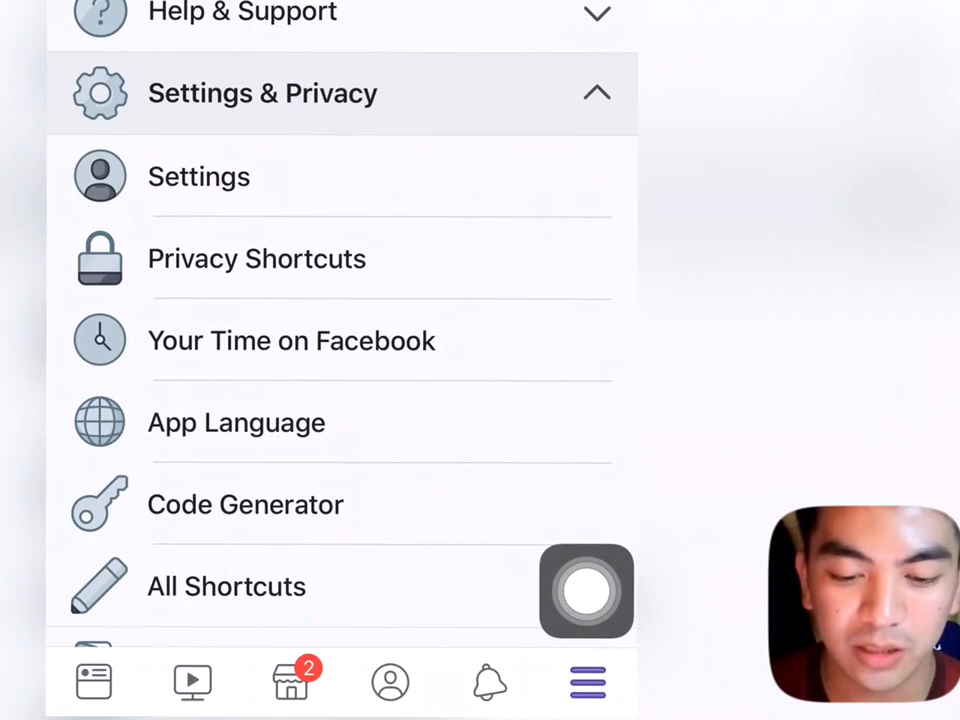 Help & Support
Settings & Privacy
Settings
Privacy Shortcuts
Your Time on Facebook
App Language
Code Generator
All Shortcuts
2